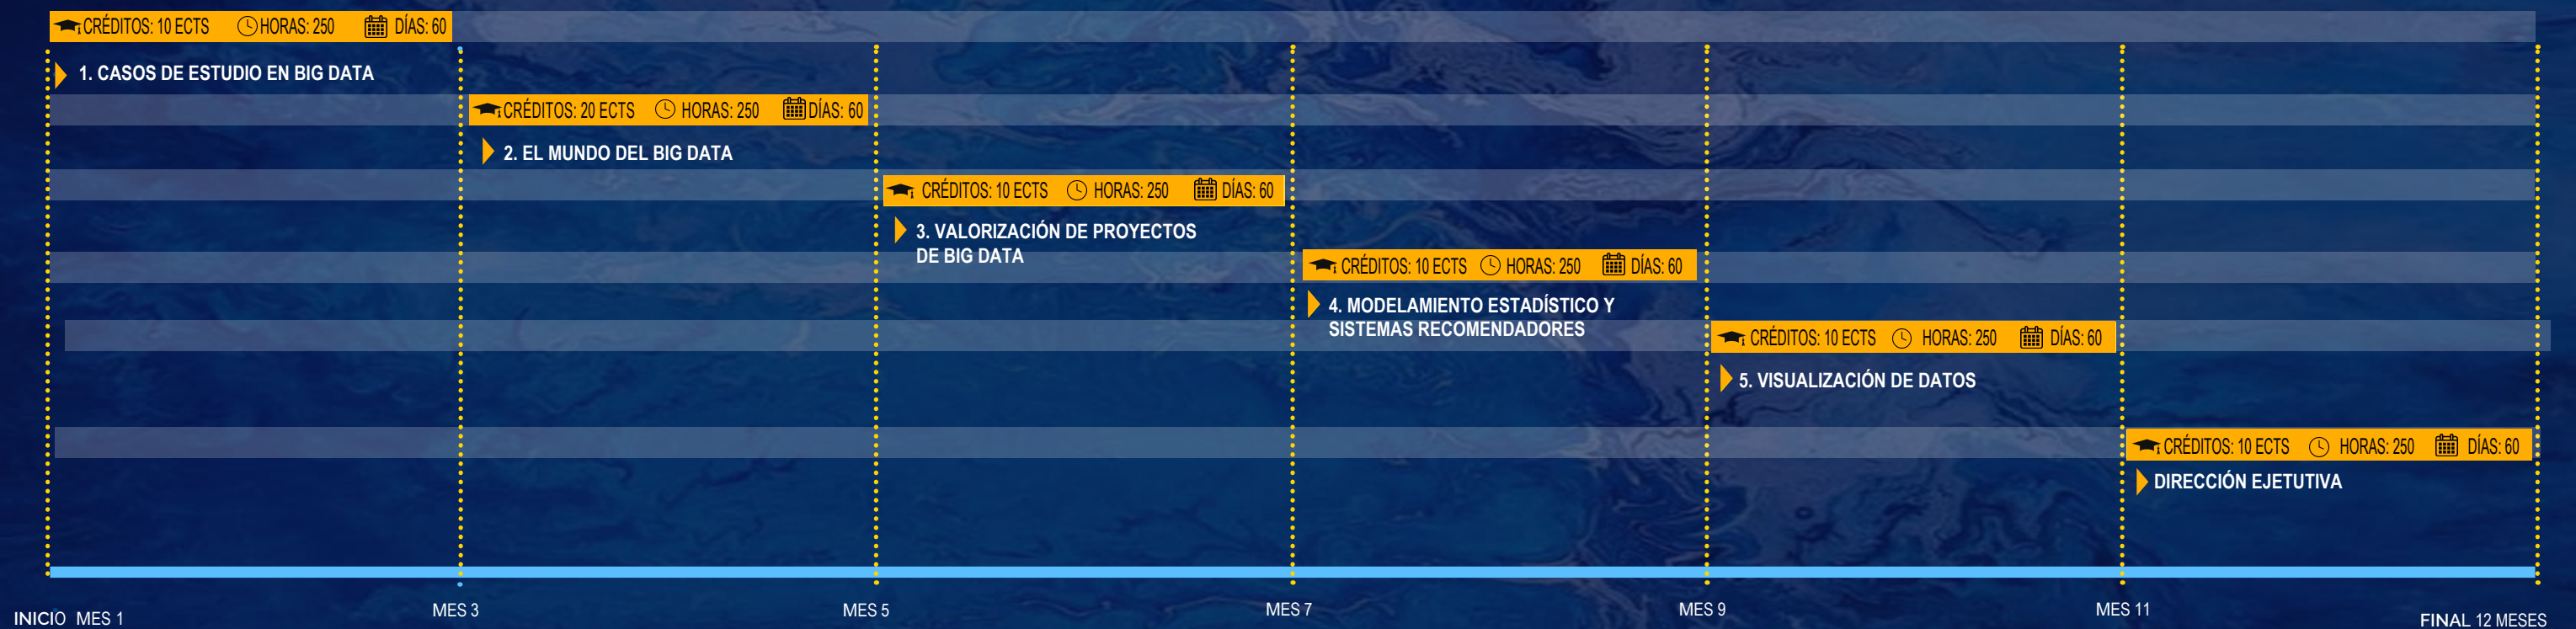 CRÉDITOS: 10 ECTS HORAS: 250 DÍAS: 60
1. CASOS DE ESTUDIO EN BIG DATA
CRÉDITOS: 20 ECTS HORAS: 250 DÍAS: 60
2. EL MUNDO DEL BIG DATA
CRÉDITOS: 10 ECTS HORAS: 250 DÍAS: 60
3. VALORIZACIÓN DE PROYECTOS
DE BIG DATA
CRÉDITOS: 10 ECTS HORAS: 250 DÍAS: 60
4. MODELAMIENTO ESTADÍSTICO Y
SISTEMAS RECOMENDADORES
CRÉDITOS: 10 ECTS HORAS: 250 DÍAS: 60
5. VISUALIZACIÓN DE DATOS
CRÉDITOS: 10 ECTS HORAS: 250 DÍAS: 60
DIRECCIÓN EJETUTIVA
INICIO MES 1
MES 3
MES 5
MES 7
MES 9
MES 11
FINAL 12 MESES